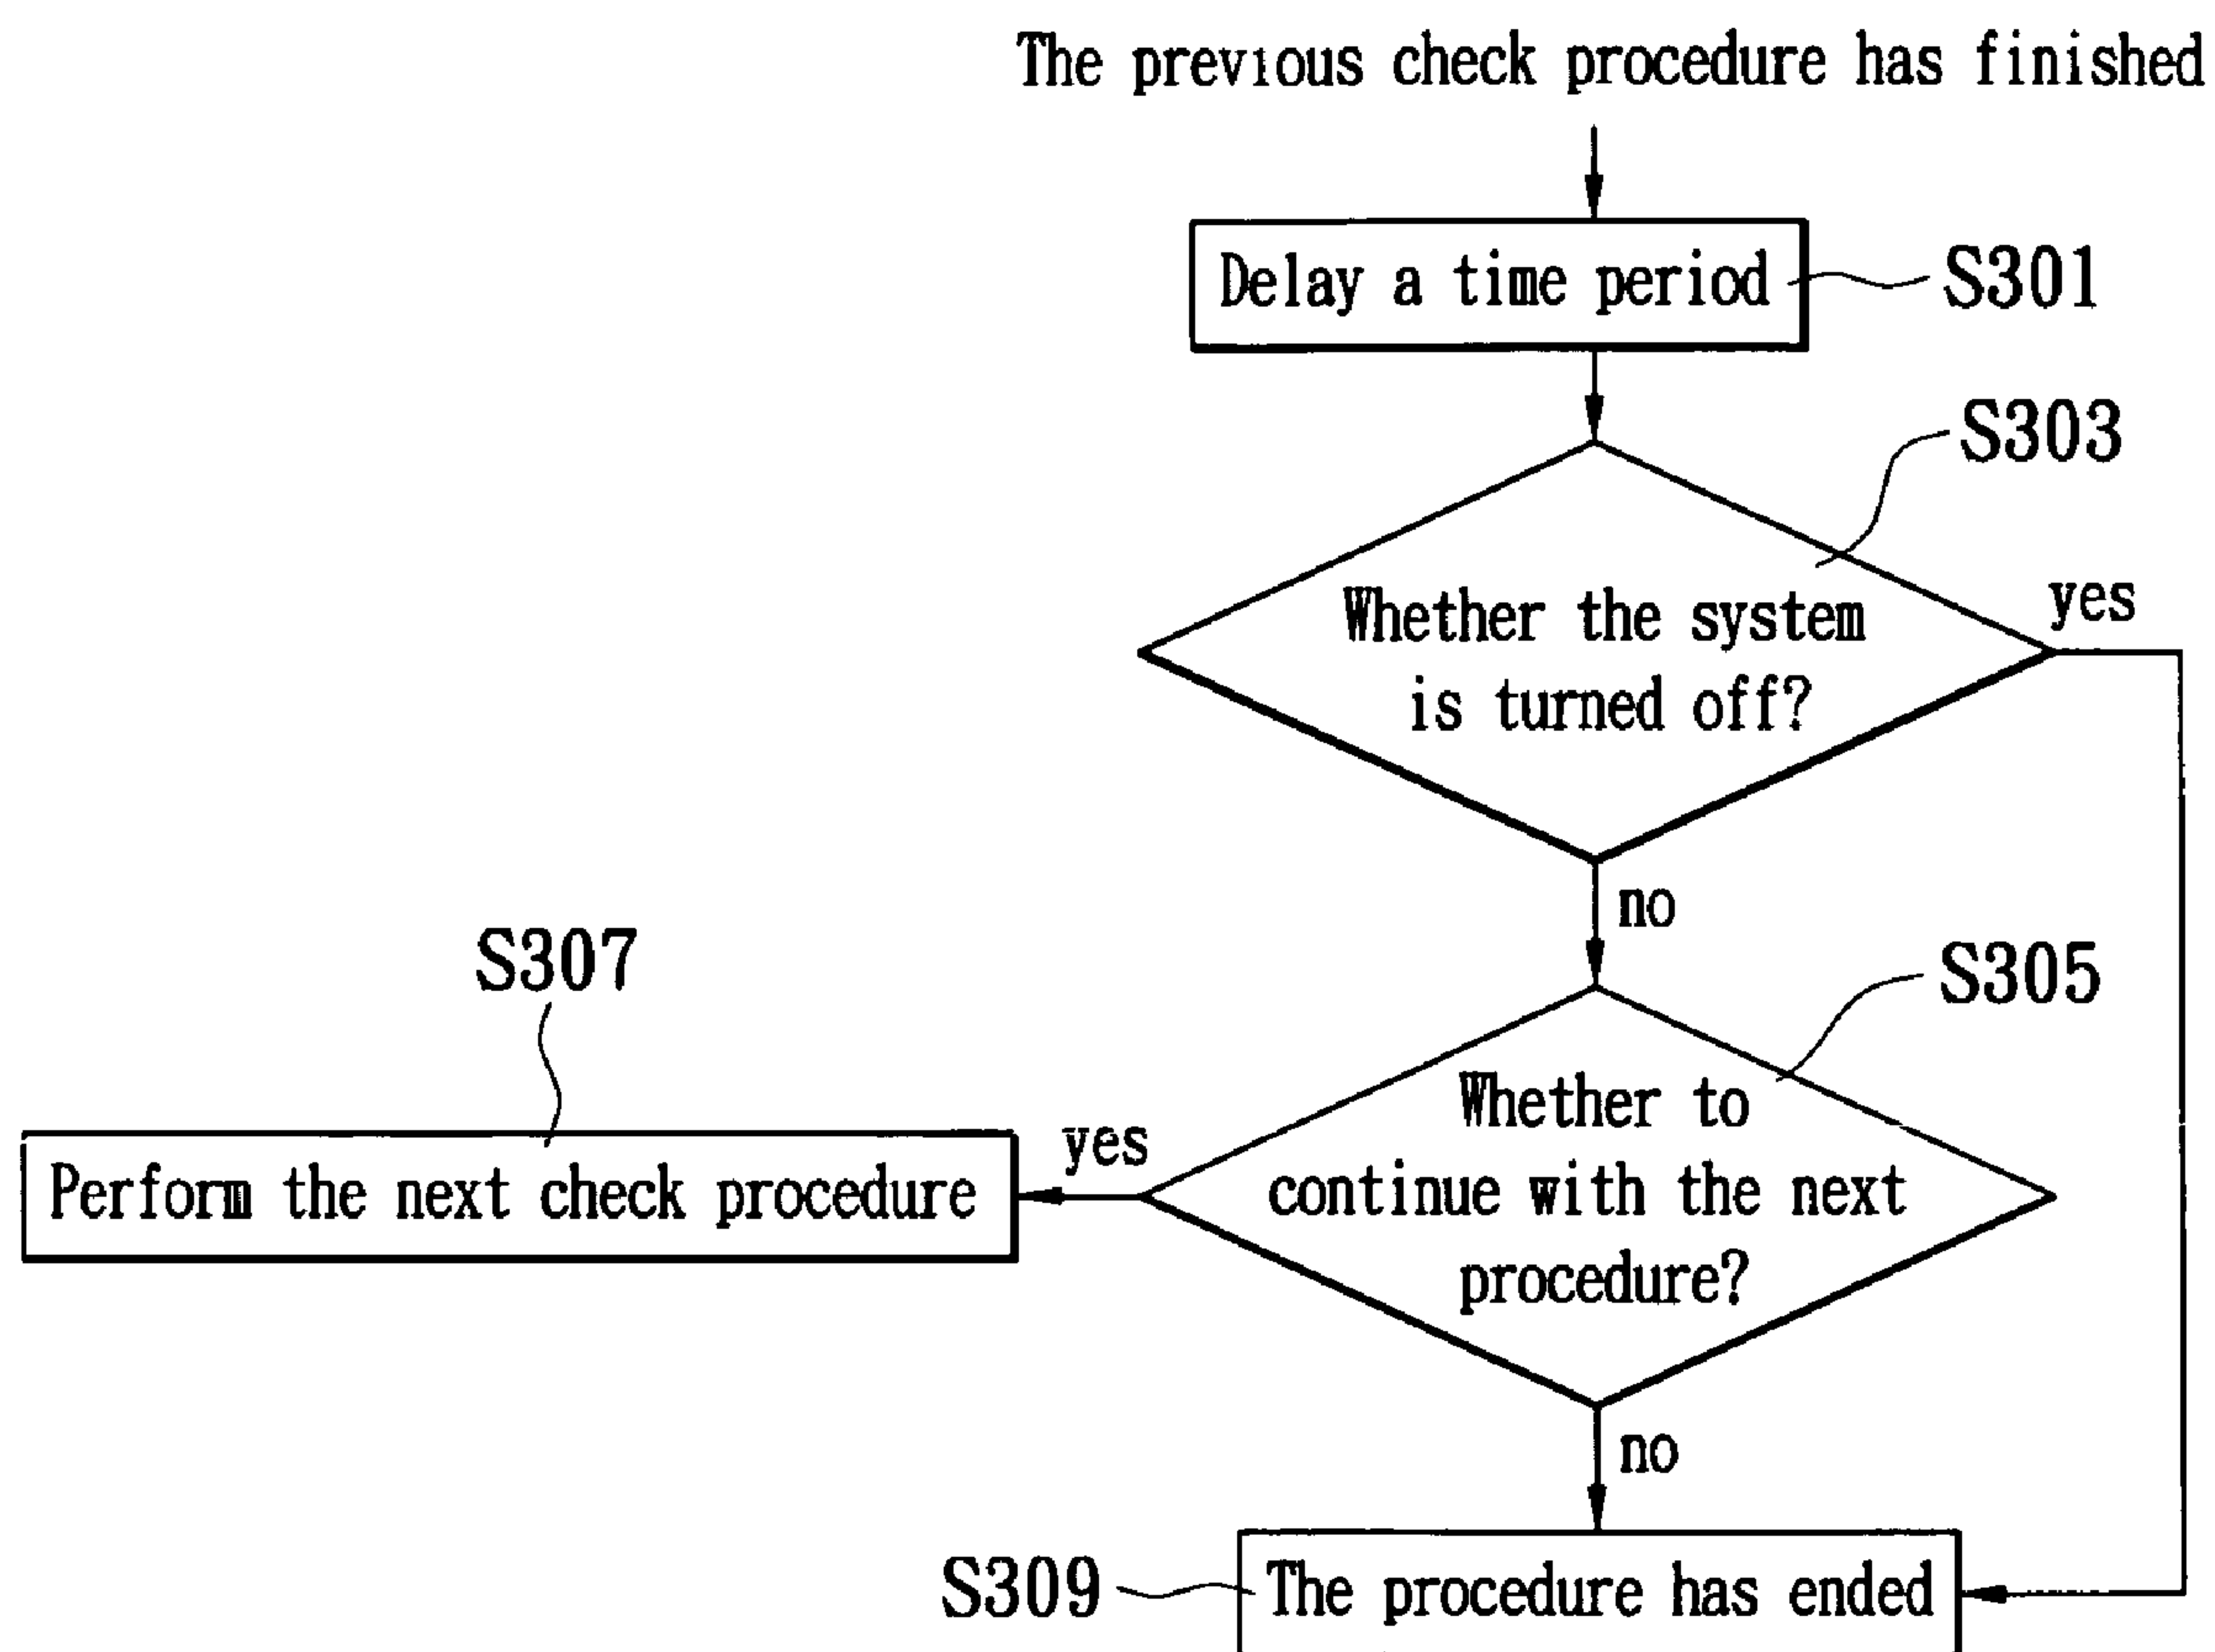 The previous check procedure has finished
Delay a time period
S301
S303
Whether the system
is turned off?
yes
no
S307
S305
Whether to
continue with the next
procedure?
yes
Perform the next check procedure
no
S309
The procedure has ended